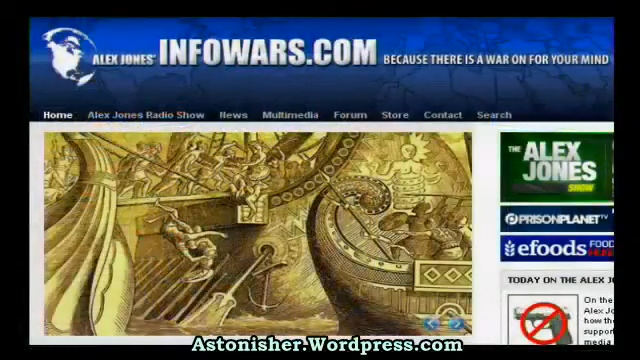 ALEX JONES' INFOWARS.COM BECAUSE THERE IS A WAR ON FOR YOUR MIND
Home Alex Jones Radio Show News Multimedia Forum Store Contact Search
THE
ALEX
JONES
SHOW
PRISONPLANET TV
efoods FOOD
TODAY ON THE ALEX JO
On the
Alex Jo
how the
support
media
Astonisher.Wordpress.com